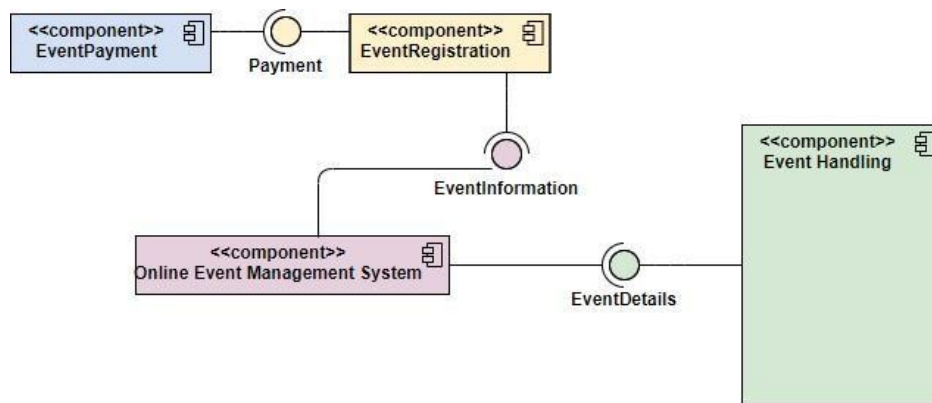 <<component>>
EventPayment
Payment
<<component>>
EventRegistration
EventInformation
<<component>>
Event Handling
<<component>>
Online Event Management System
EventDetails